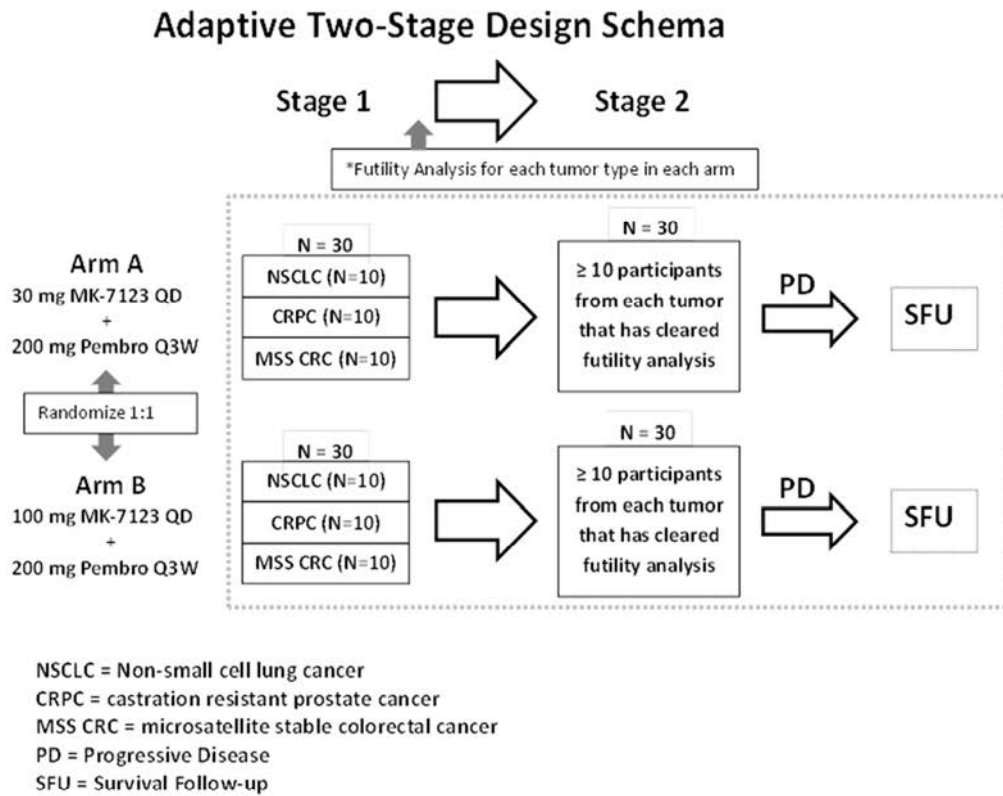 Adaptive Two-Stage Design Schema
Stage 1
Stage 2
*Futility Analysis for each tumor type in each arm
Arm A
30 mg MK-7123 QD
+
200 mg Pembro Q3W
N = 30
NSCLC (N=10)
CRPC (N=10)
MSS CRC (N=10)
N = 30
≥ 10 participants
from each tumor
that has cleared
futility analysis
PD
SFU
Randomize 1:1
Arm B
100 mg MK-7123 QD
+
200 mg Pembro Q3W
N = 30
NSCLC (N=10)
CRPC (N=10)
MSS CRC (N=10)
N = 30
≥ 10 participants
from each tumor
that has cleared
futility analysis
PD
SFU
NSCLC = Non-small cell lung cancer
CRPC = castration resistant prostate cancer
MSS CRC = microsatellite stable colorectal cancer
PD = Progressive Disease
SFU = Survival Follow-up